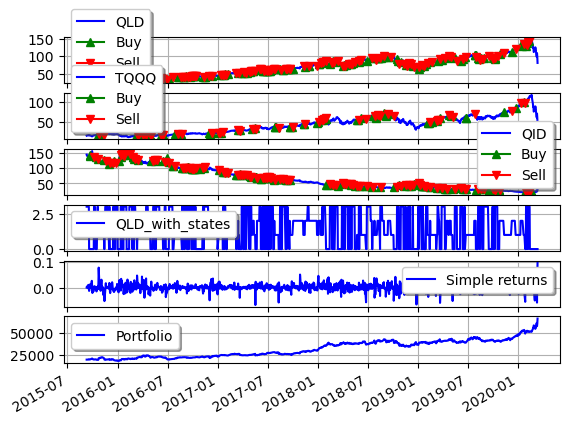 QLD
Buy
Sell
150
100
50
TQQQ
Buy
Sell
100
50
QID
Buy
Sell
150
100
50
QLD_with_states
2.5
0.0
Simple returns
0.1
0.0
Portfolio
50000
25000
2015-07 2016-01 2016-07 2017-01 2017-07 2018-01 2018-07 2019-01 2019-07 2020-01